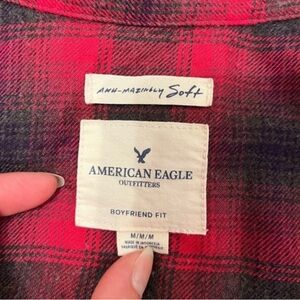 AHH-MAZINGLY Soft
AMERICAN EAGLE
OUTFITTERS
BOYFRIEND FIT
M/M/M
MADE IN INDONESIA